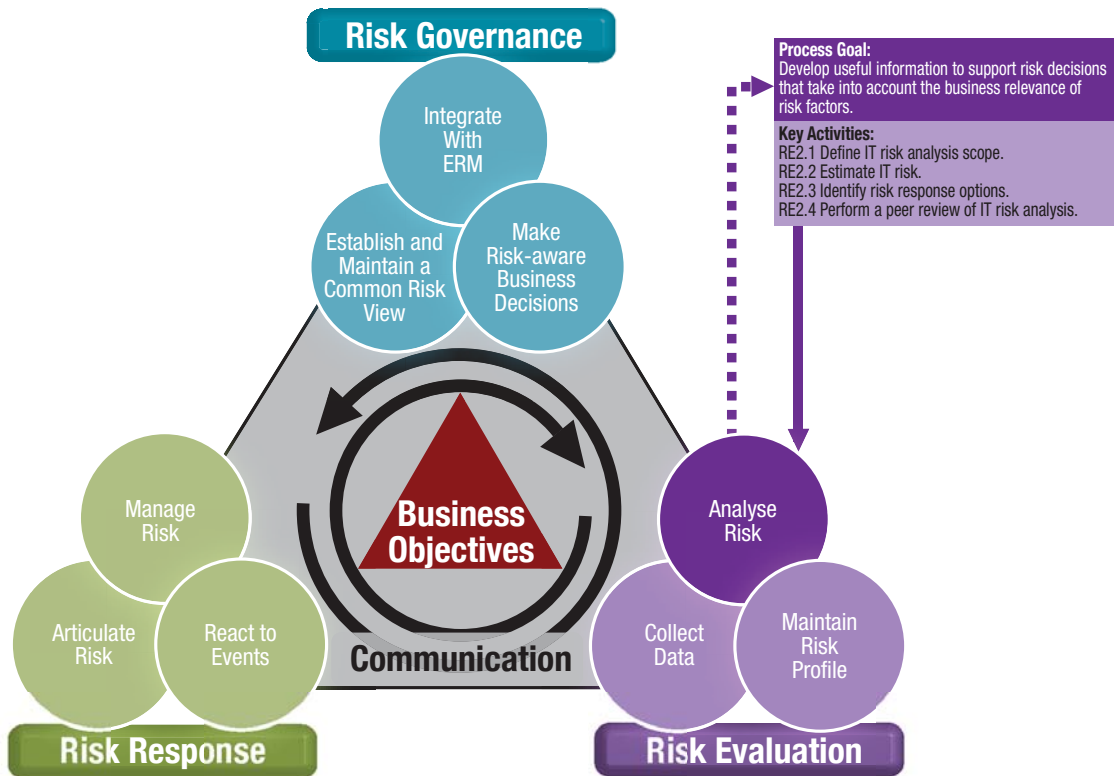 Risk Governance
Process Goal:
Develop useful information to support risk decisions
that take into account the business relevance of
risk factors.
Key Activities:
RE2.1 Define IT risk analysis scope.
RE2.2 Estimate IT risk.
RE2.3 Identify risk response options.
RE2.4 Perform a peer review of IT risk analysis.
Integrate
With
ERM
Establish and
Maintain a
Common Risk
View
Make
Risk-aware
Business
Decisions
Business
Objectives
Manage
Risk
Articulate
Risk
React to
Events
Communication
Analyse
Risk
Collect
Data
Maintain
Risk
Profile
Risk Response
Risk Evaluation